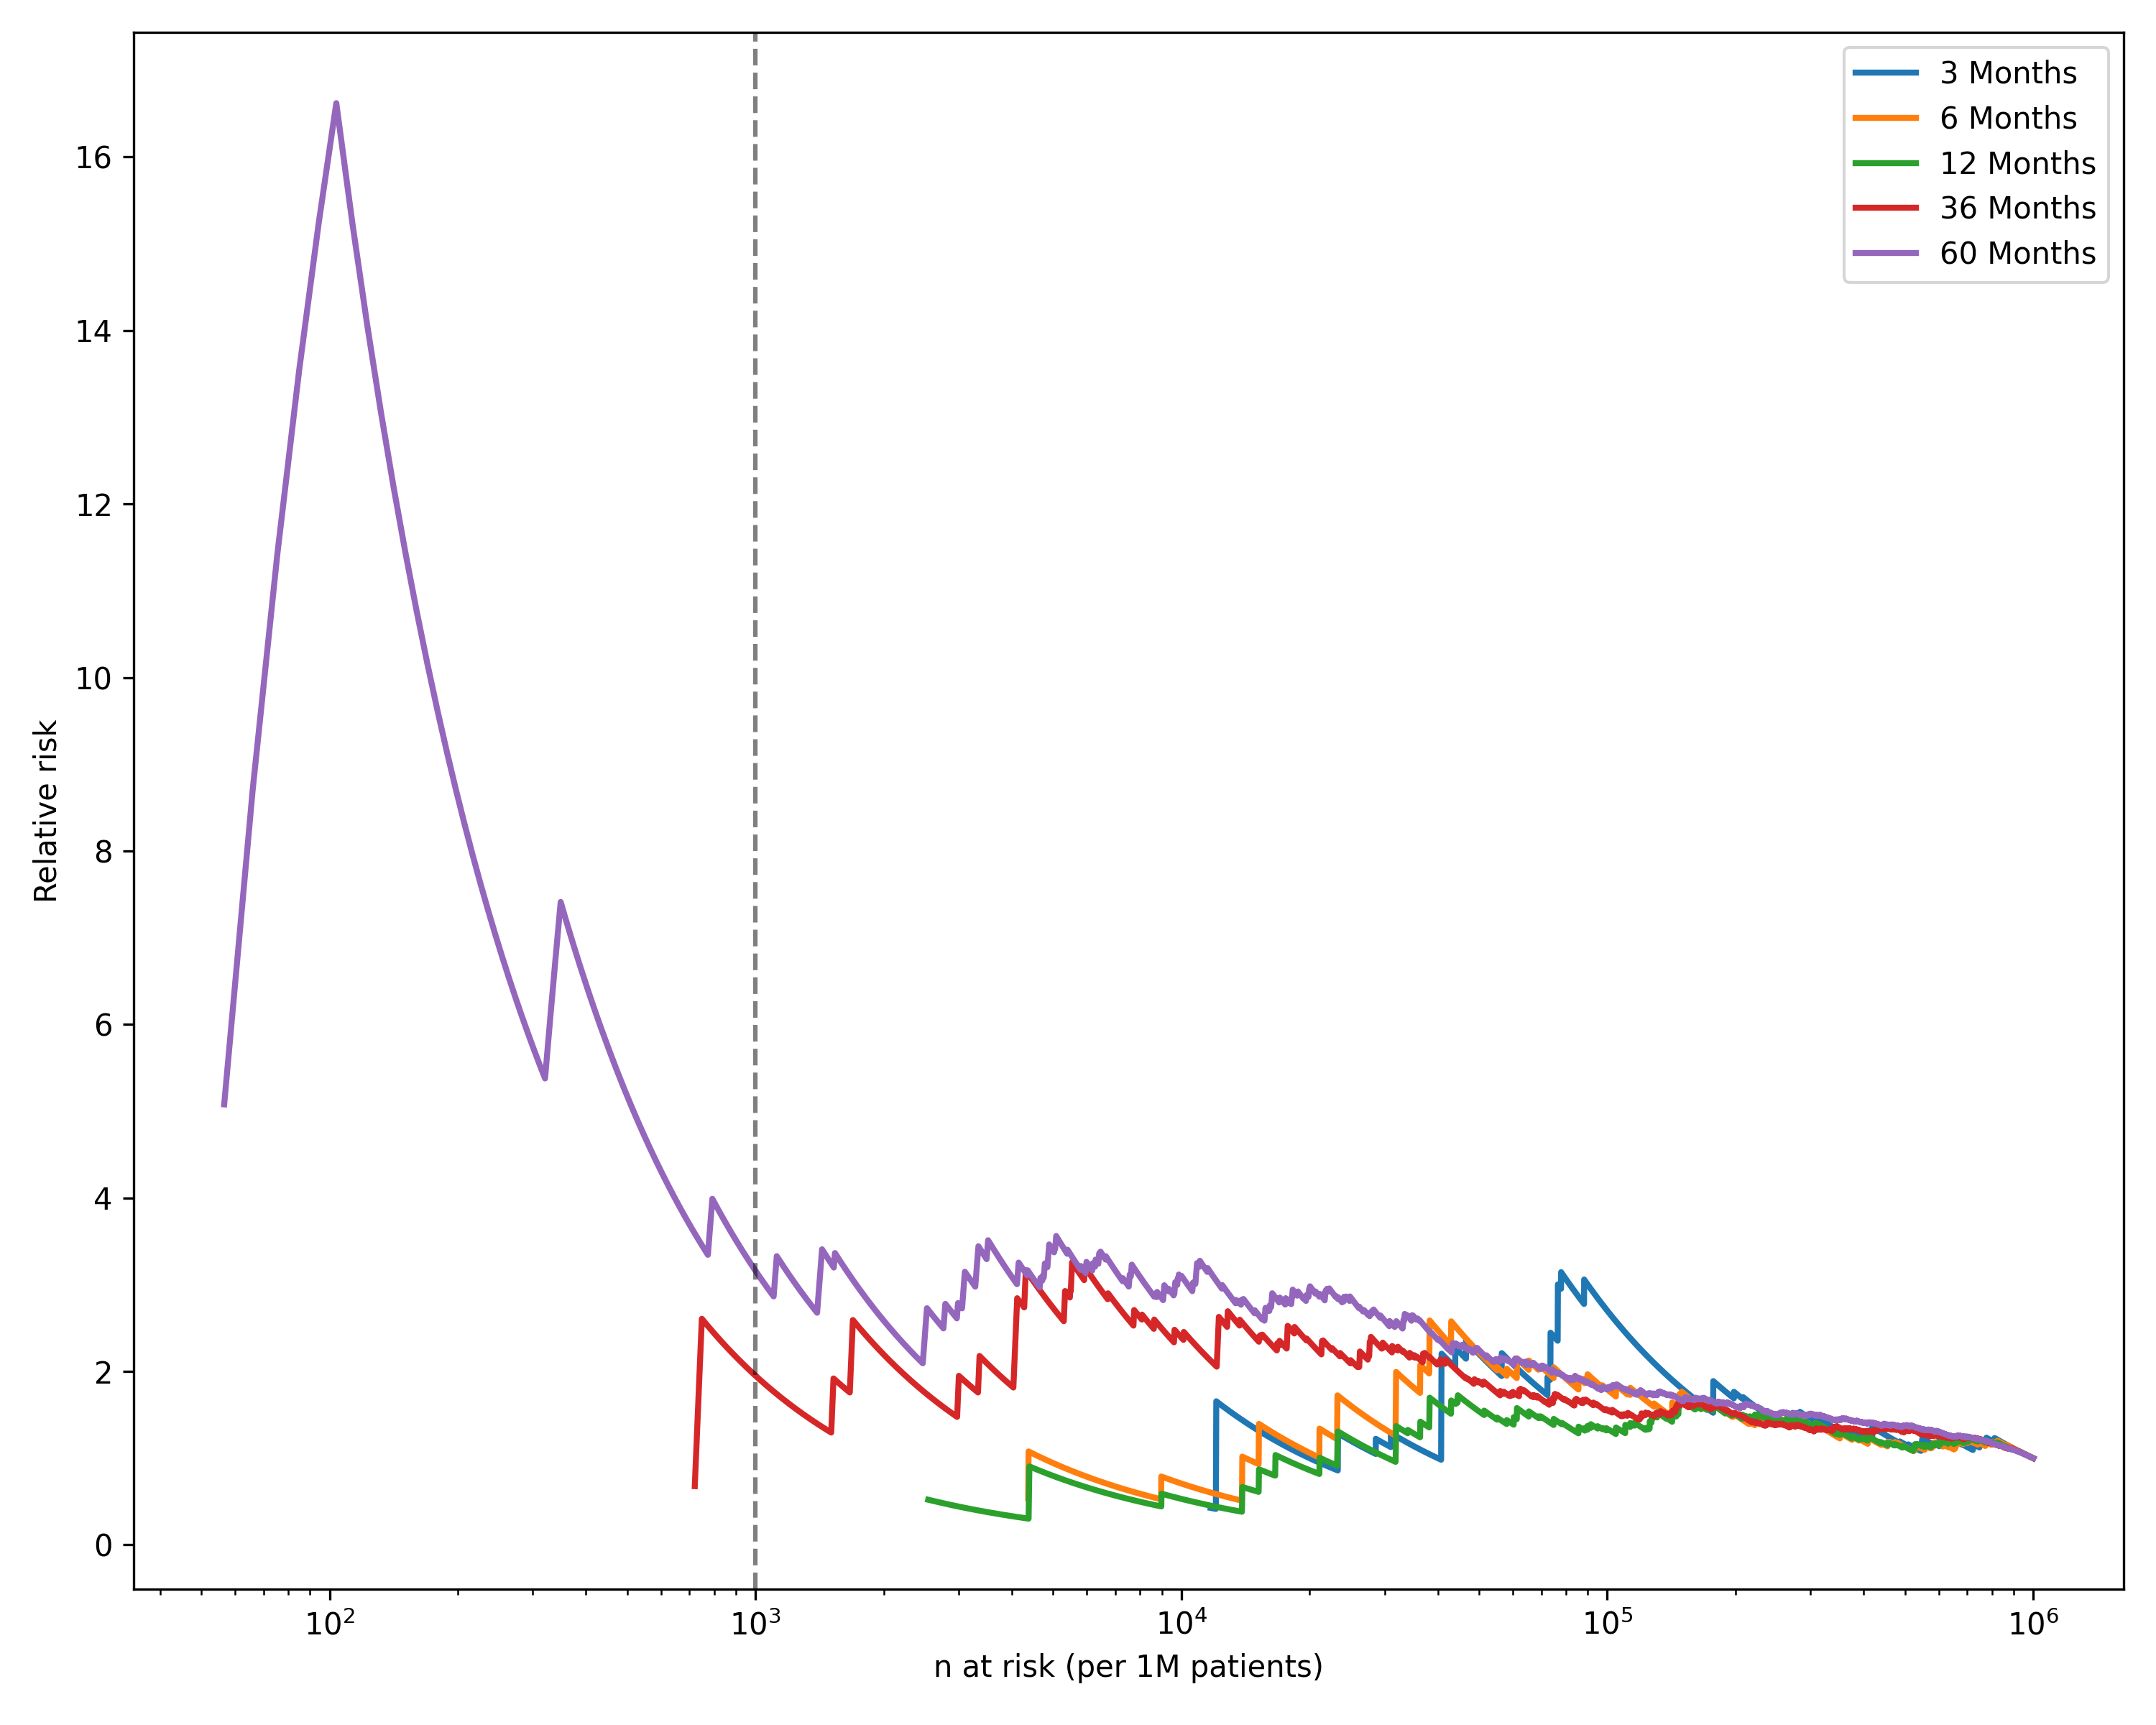 3 Months
6 Months
12 Months
36 Months
60 Months
Relative risk
16
14
12
10
8
6
4
2
0
10²
10³
10⁴
10⁵
10⁶
n at risk (per 1M patients)